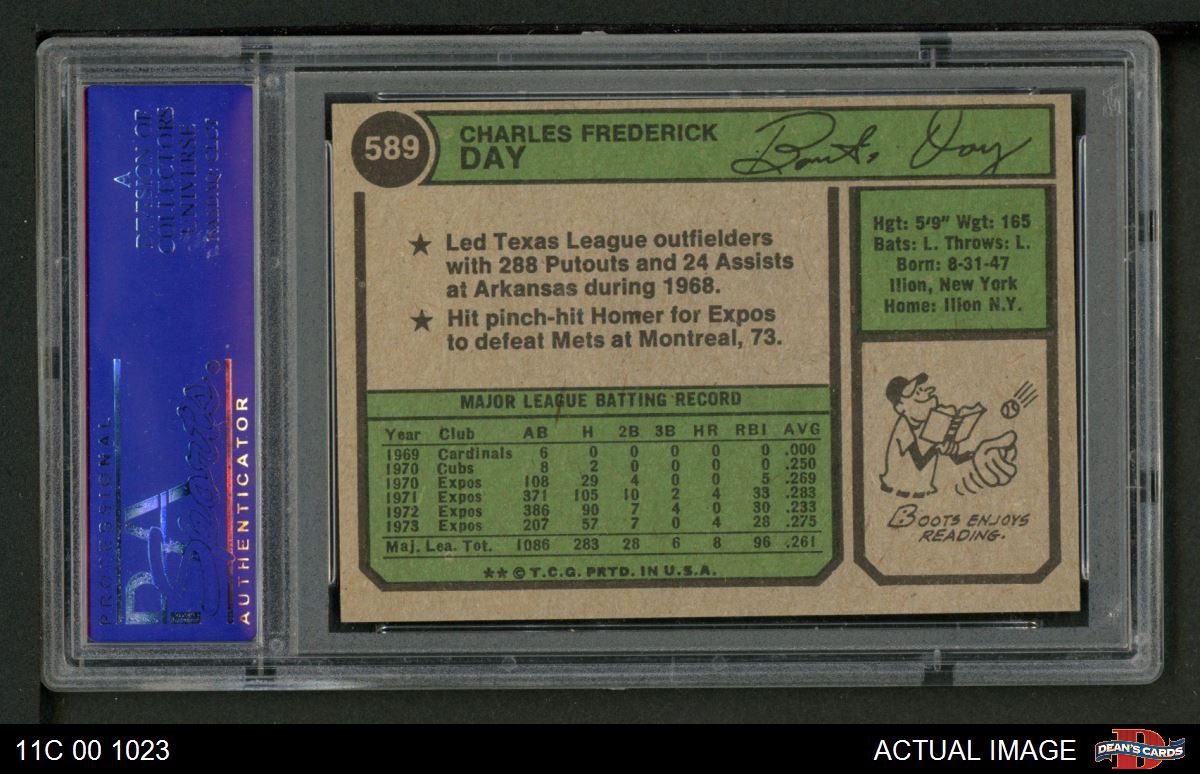 A
DIVISION OF
COLLECTORS
UNIVERSE
NASDAQ: CLCT
PROFESSIONAL
PSA
Sports
AUTHENTICATOR
589
CHARLES FREDERICK
DAY
Boots Day
★ Led Texas League outfielders
with 288 Putouts and 24 Assists
at Arkansas during 1968.
★ Hit pinch-hit Homer for Expos
to defeat Mets at Montreal, 73.
MAJOR LEAGUE BATTING RECORD
Year Club AB H 2B 3B HR RBI AVG
1969 Cardinals 6 0 0 0 0 0 .000
1970 Cubs 8 2 0 0 0 0 .250
1970 Expos 108 29 4 0 0 5 .269
1971 Expos 371 105 10 2 4 33 .283
1972 Expos 386 90 7 4 0 30 .233
1973 Expos 207 57 7 0 4 28 .275
Maj. Lea. Tot. 1086 283 28 6 8 96 .261
★★ © T.C.G. PRTD. IN U.S.A.
Hgt: 5'9" Wgt: 165
Bats: L. Throws: L.
Born: 8-31-47
Ilion, New York
Home: Ilion N.Y.
BOOTS ENJOYS
READING.
11C 00 1023
ACTUAL IMAGE
DEAN'S CARDS